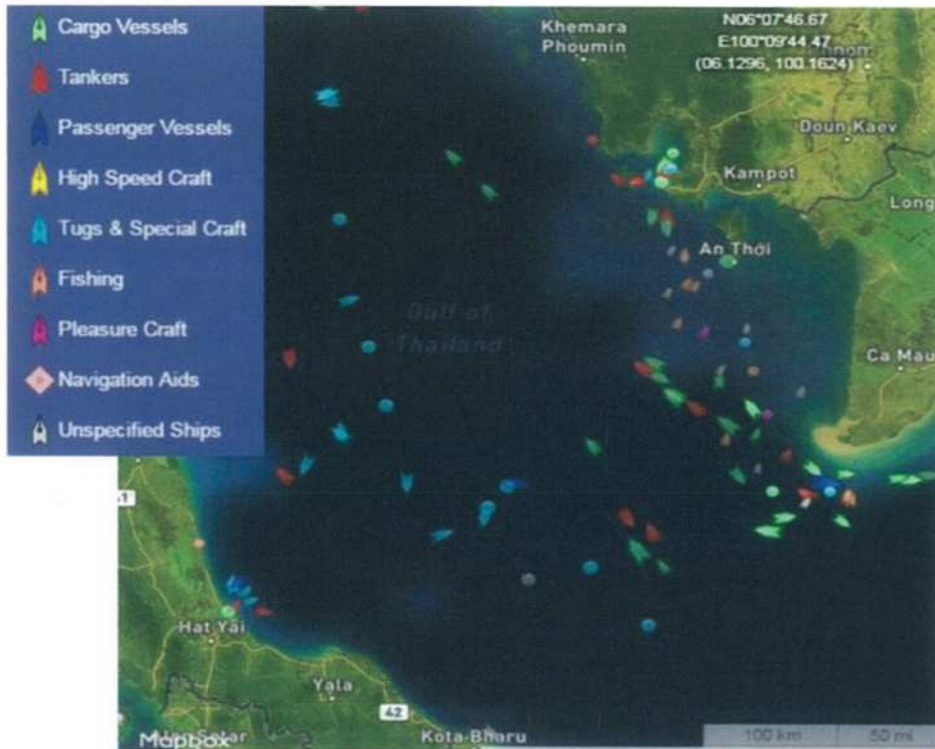 Cargo Vessels
Tankers
Passenger Vessels
High Speed Craft
Tugs & Special Craft
Fishing
Pleasure Craft
Navigation Aids
Unspecified Ships
Khemara
Phoumin
N06°07'46.67
E100°09'44.47
(06.1296, 100.1624)
Doun Kaev
Kampot
Long
An Thới
Gulf of
Thailand
Ca Mau
41
Hat Yai
Yala
42
Kota Bharu
Mapbox
100 km
50 mi